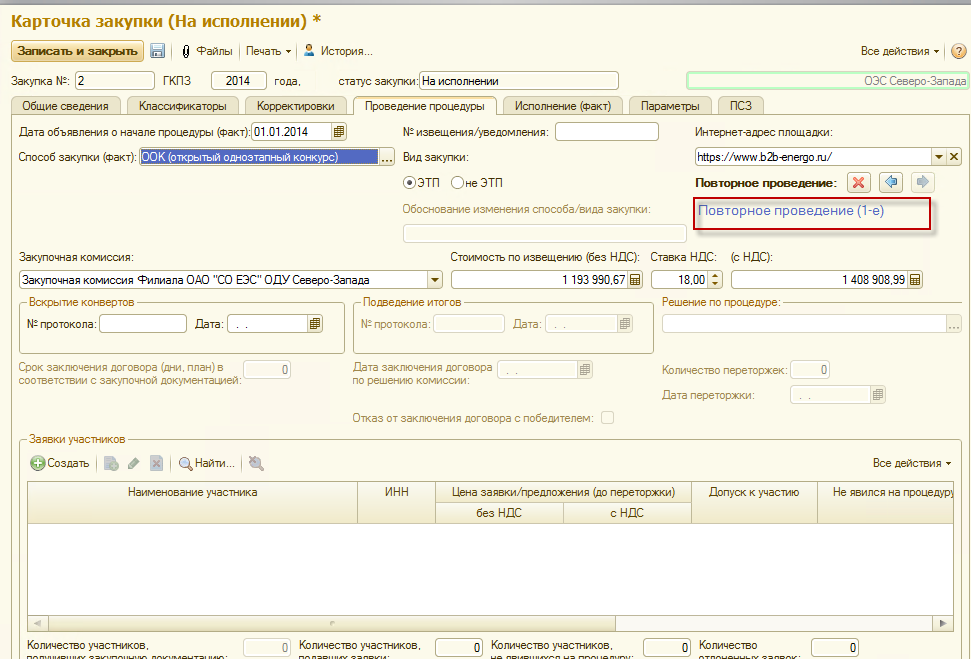 Карточка закупки (На исполнении) *
Записать и закрыть Файлы Печать История... Все действия ?
Закупка №: 2 ГКПЗ 2014 года, статус закупки: На исполнении ОЭС Северо-Запада
Общие сведения Классификаторы Корректировки Проведение процедуры Исполнение (факт) Параметры ПСЗ
Дата объявления о начале процедуры (факт): 01.01.2014 № извещения/уведомления: Интернет-адрес площадки:
Способ закупки (факт): ООК (открытый одноэтапный конкурс) ... Вид закупки: https://www.b2b-energo.ru/
ЭТП не ЭТП Повторное проведение:
Обоснование изменения способа/вида закупки: Повторное проведение (1-е)
Закупочная комиссия: Стоимость по извещению (без НДС): Ставка НДС: (с НДС):
Закупочная комиссия Филиала ОАО "СО ЕЭС" ОДУ Северо-Запада 1 193 990,67 18,00 1 408 908,99
Вскрытие конвертов Подведение итогов Решение по процедуре:
№ протокола: Дата: . . № протокола: Дата: . . ...
Срок заключения договора (дни, план) в 0 Дата заключения договора . . Количество переторжек: 0
соответствии с закупочной документацией: по решению комиссии:
Дата переторжки: . .
Отказ от заключения договора с победителем:
Заявки участников
Создать Найти... Все действия
Наименование участника ИНН Цена заявки/предложения (до переторжки) Допуск к участию Не явился на процедуру
без НДС с НДС
Количество участников, 0 Количество участников, 0 Количество участников, 0 Количество 0
получивших закупочную документацию: подавших заявки: не явившихся на процедуру: отклоненных заявок: